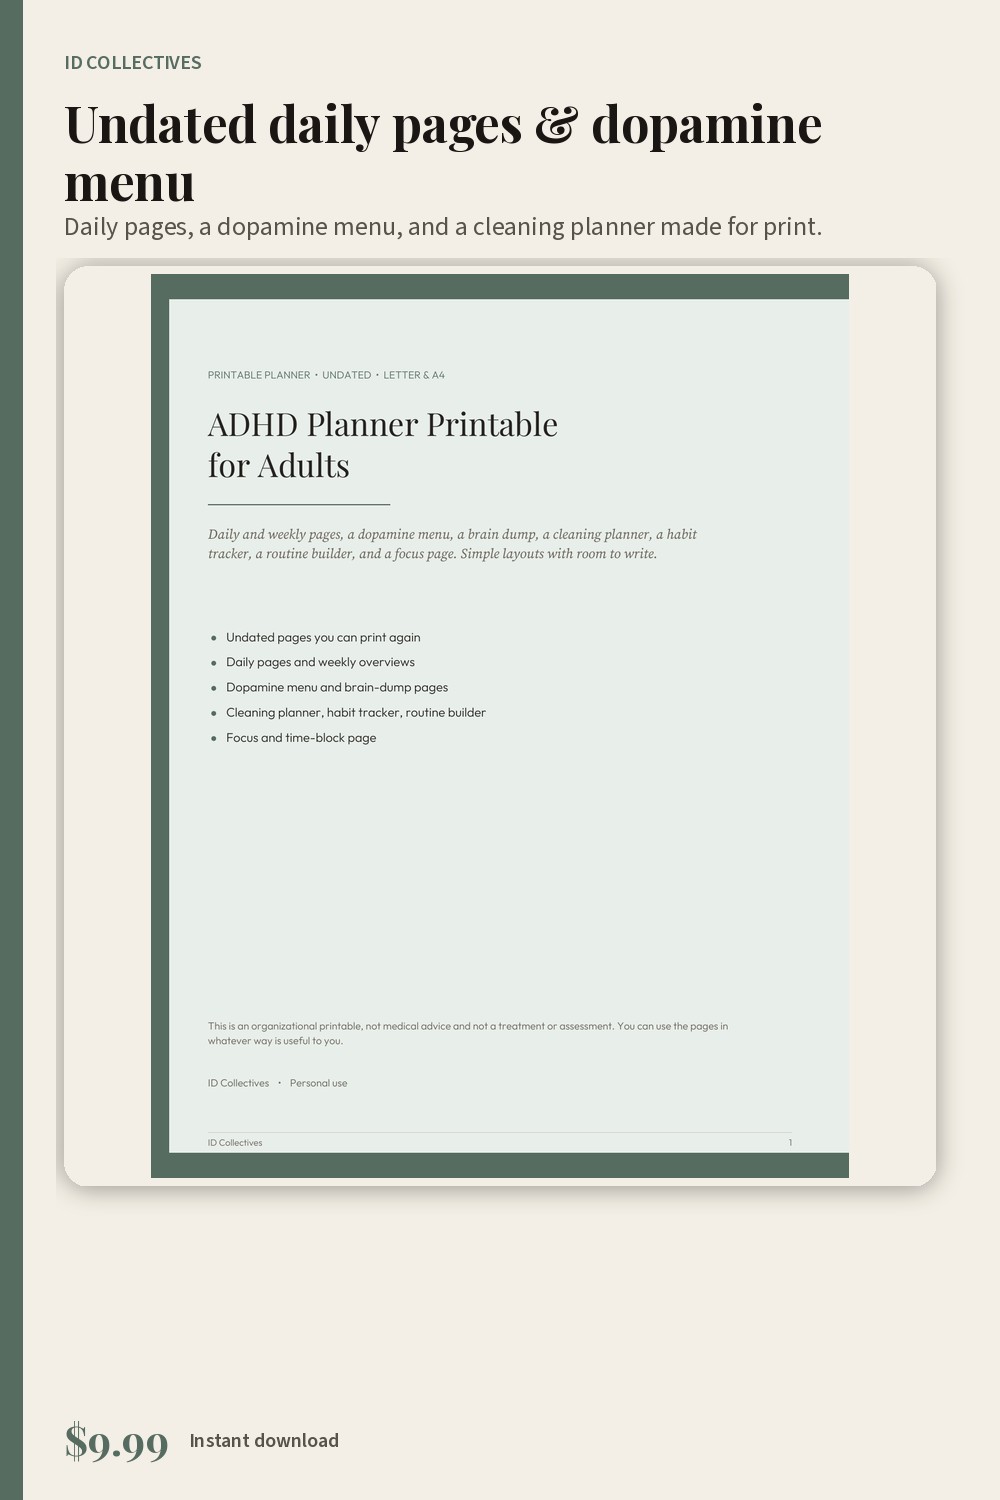 ID COLLECTIVES
Undated daily pages & dopamine
menu
Daily pages, a dopamine menu, and a cleaning planner made for print.
PRINTABLE PLANNER • UNDATED • LETTER & A4
ADHD Planner Printable
for Adults
Daily and weekly pages, a dopamine menu, a brain dump, a cleaning planner, a habit
tracker, a routine builder, and a focus page. Simple layouts with room to write.
• Undated pages you can print again
• Daily pages and weekly overviews
• Dopamine menu and brain-dump pages
• Cleaning planner, habit tracker, routine builder
• Focus and time-block page
This is an organizational printable, not medical advice and not a treatment or assessment. You can use the pages in
whatever way is useful to you.
ID Collectives • Personal use
ID Collectives 1
$9.99 Instant download